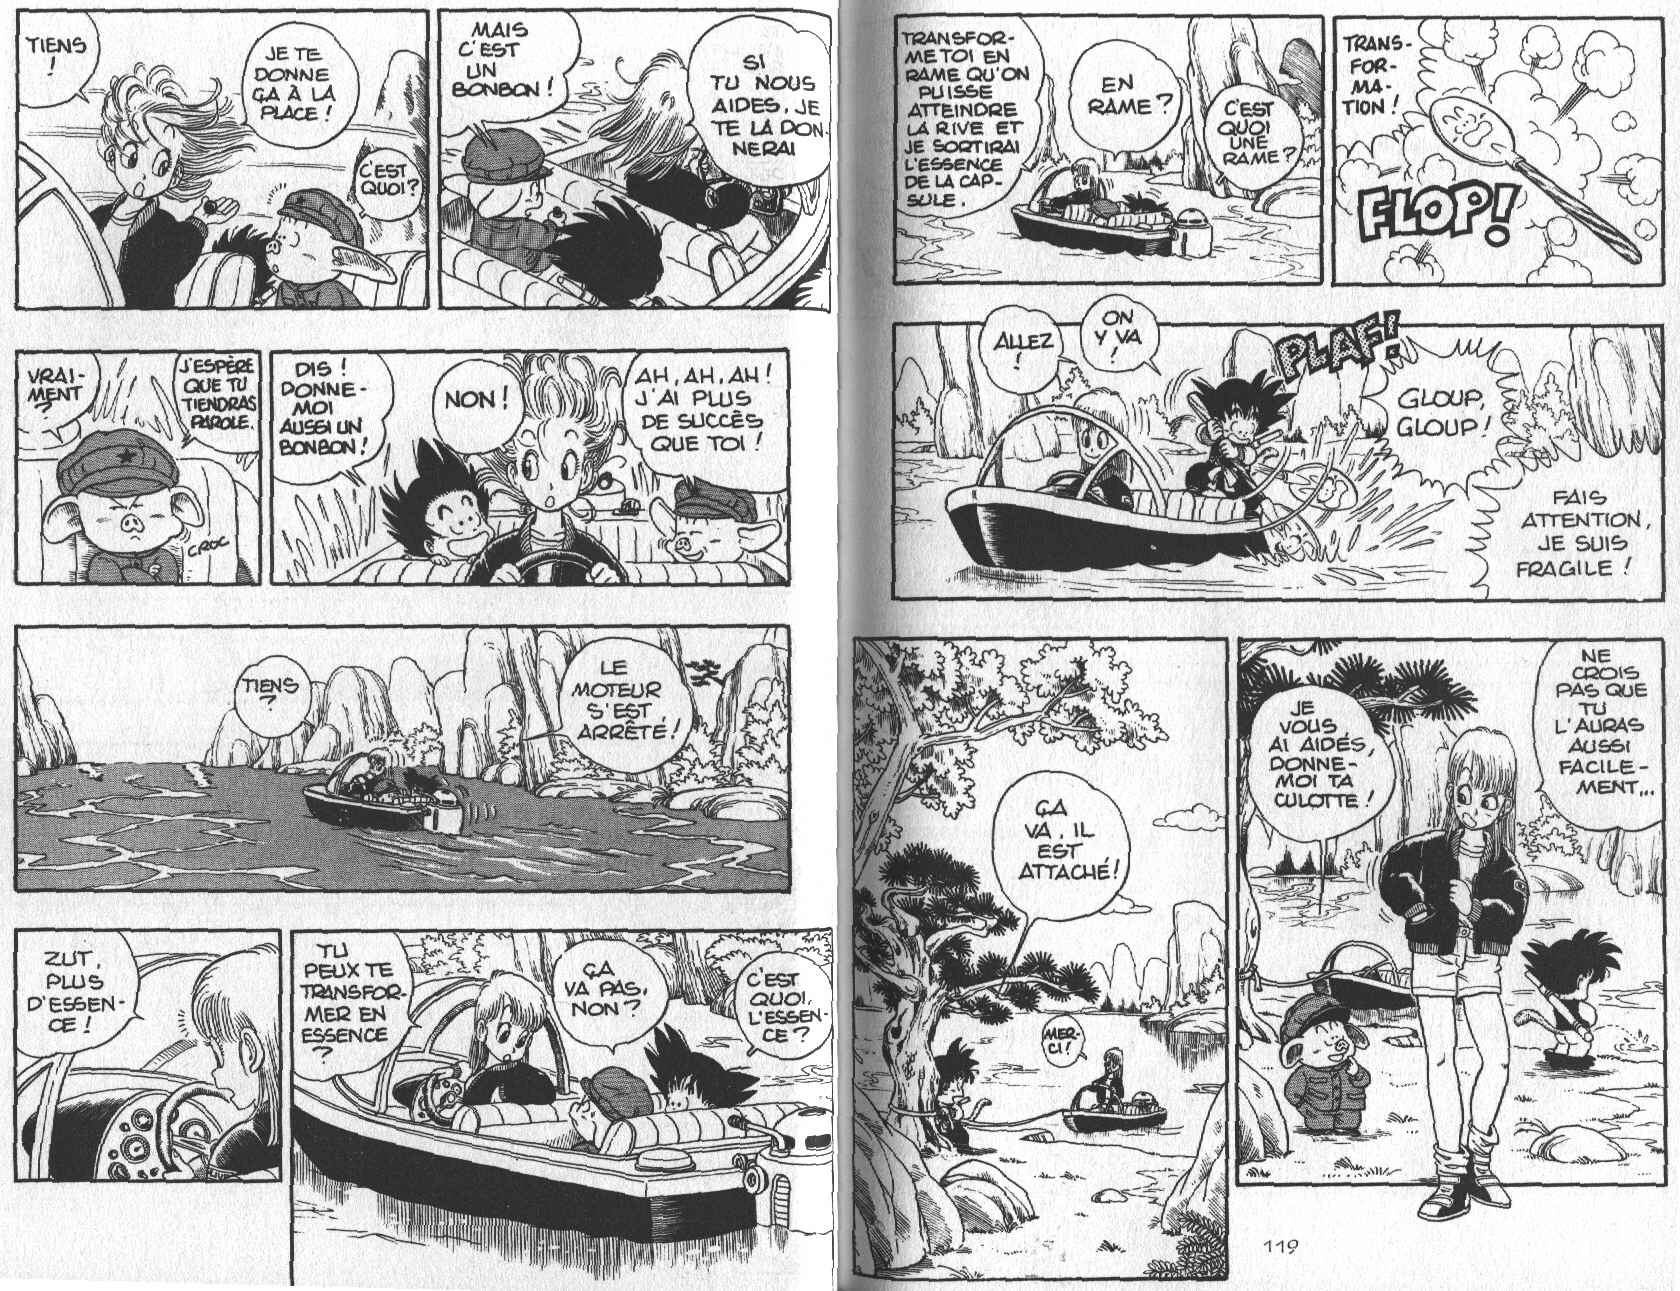 TIENS
!
JE TE
DONNE
ÇA À LA
PLACE !
C'EST
QUOI ?
MAIS
C'EST
UN
BONBON !
SI
TU NOUS
AIDES, JE
TE LA DON-
NERAI
VRAI-
MENT
?
J'ESPÈRE
QUE TU
TIENDRAS
PAROLE.
CROC
DIS !
DONNE-
MOI
AUSSI UN
BONBON !
NON !
AH, AH, AH !
J'AI PLUS
DE SUCCÈS
QUE TOI !
TIENS
?
LE
MOTEUR
S'EST
ARRÊTÉ !
ZUT,
PLUS
D'ESSEN-
CE !
TU
PEUX TE
TRANSFOR-
MER EN
ESSENCE
?
ÇA
VA PAS,
NON ?
C'EST
QUOI,
L'ESSEN-
CE ?
TRANSFOR-
ME TOI EN
RAME QU'ON
PUISSE
ATTEINDRE
LA RIVE ET
JE SORTIRAI
L'ESSENCE
DE LA CAP-
SULE.
EN
RAME ?
C'EST
QUOI
UNE
RAME ?
TRANS-
FOR-
MA-
TION !
FLOP!
ALLEZ
!
ON
Y VA
!
PLAF!
GLOUP,
GLOUP !
FAIS
ATTENTION,
JE SUIS
FRAGILE !
ÇA
VA, IL
EST
ATTACHÉ !
MER-
CI !
JE
VOUS
AI AIDÉS,
DONNE-
MOI TA
CULOTTE !
NE
CROIS
PAS QUE
TU
L'AURAS
AUSSI
FACILE-
MENT...
119